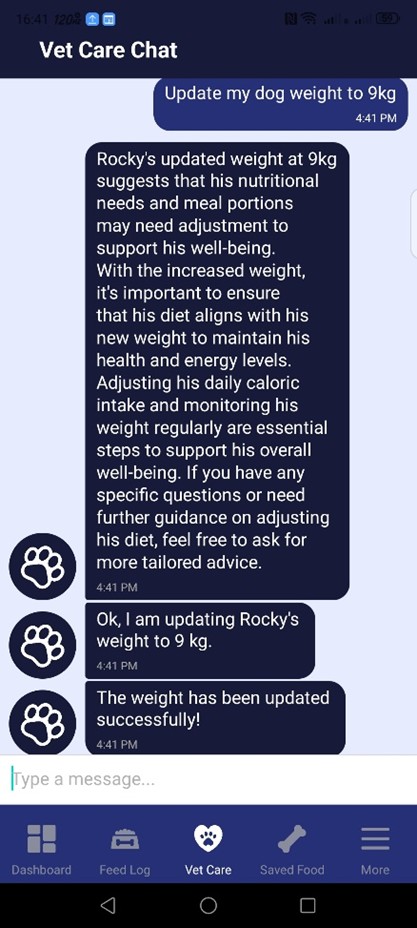 16:41
Vet Care Chat
Update my dog weight to 9kg
4:41 PM
Rocky's updated weight at 9kg
suggests that his nutritional
needs and meal portions
may need adjustment to
support his well-being.
With the increased weight,
it's important to ensure
that his diet aligns with his
new weight to maintain his
health and energy levels.
Adjusting his daily caloric
intake and monitoring his
weight regularly are essential
steps to support his overall
well-being. If you have any
specific questions or need
further guidance on adjusting
his diet, feel free to ask for
more tailored advice.
4:41 PM
Ok, I am updating Rocky's
weight to 9 kg.
4:41 PM
The weight has been updated
successfully!
4:41 PM
Type a message...
Dashboard Feed Log Vet Care Saved Food More